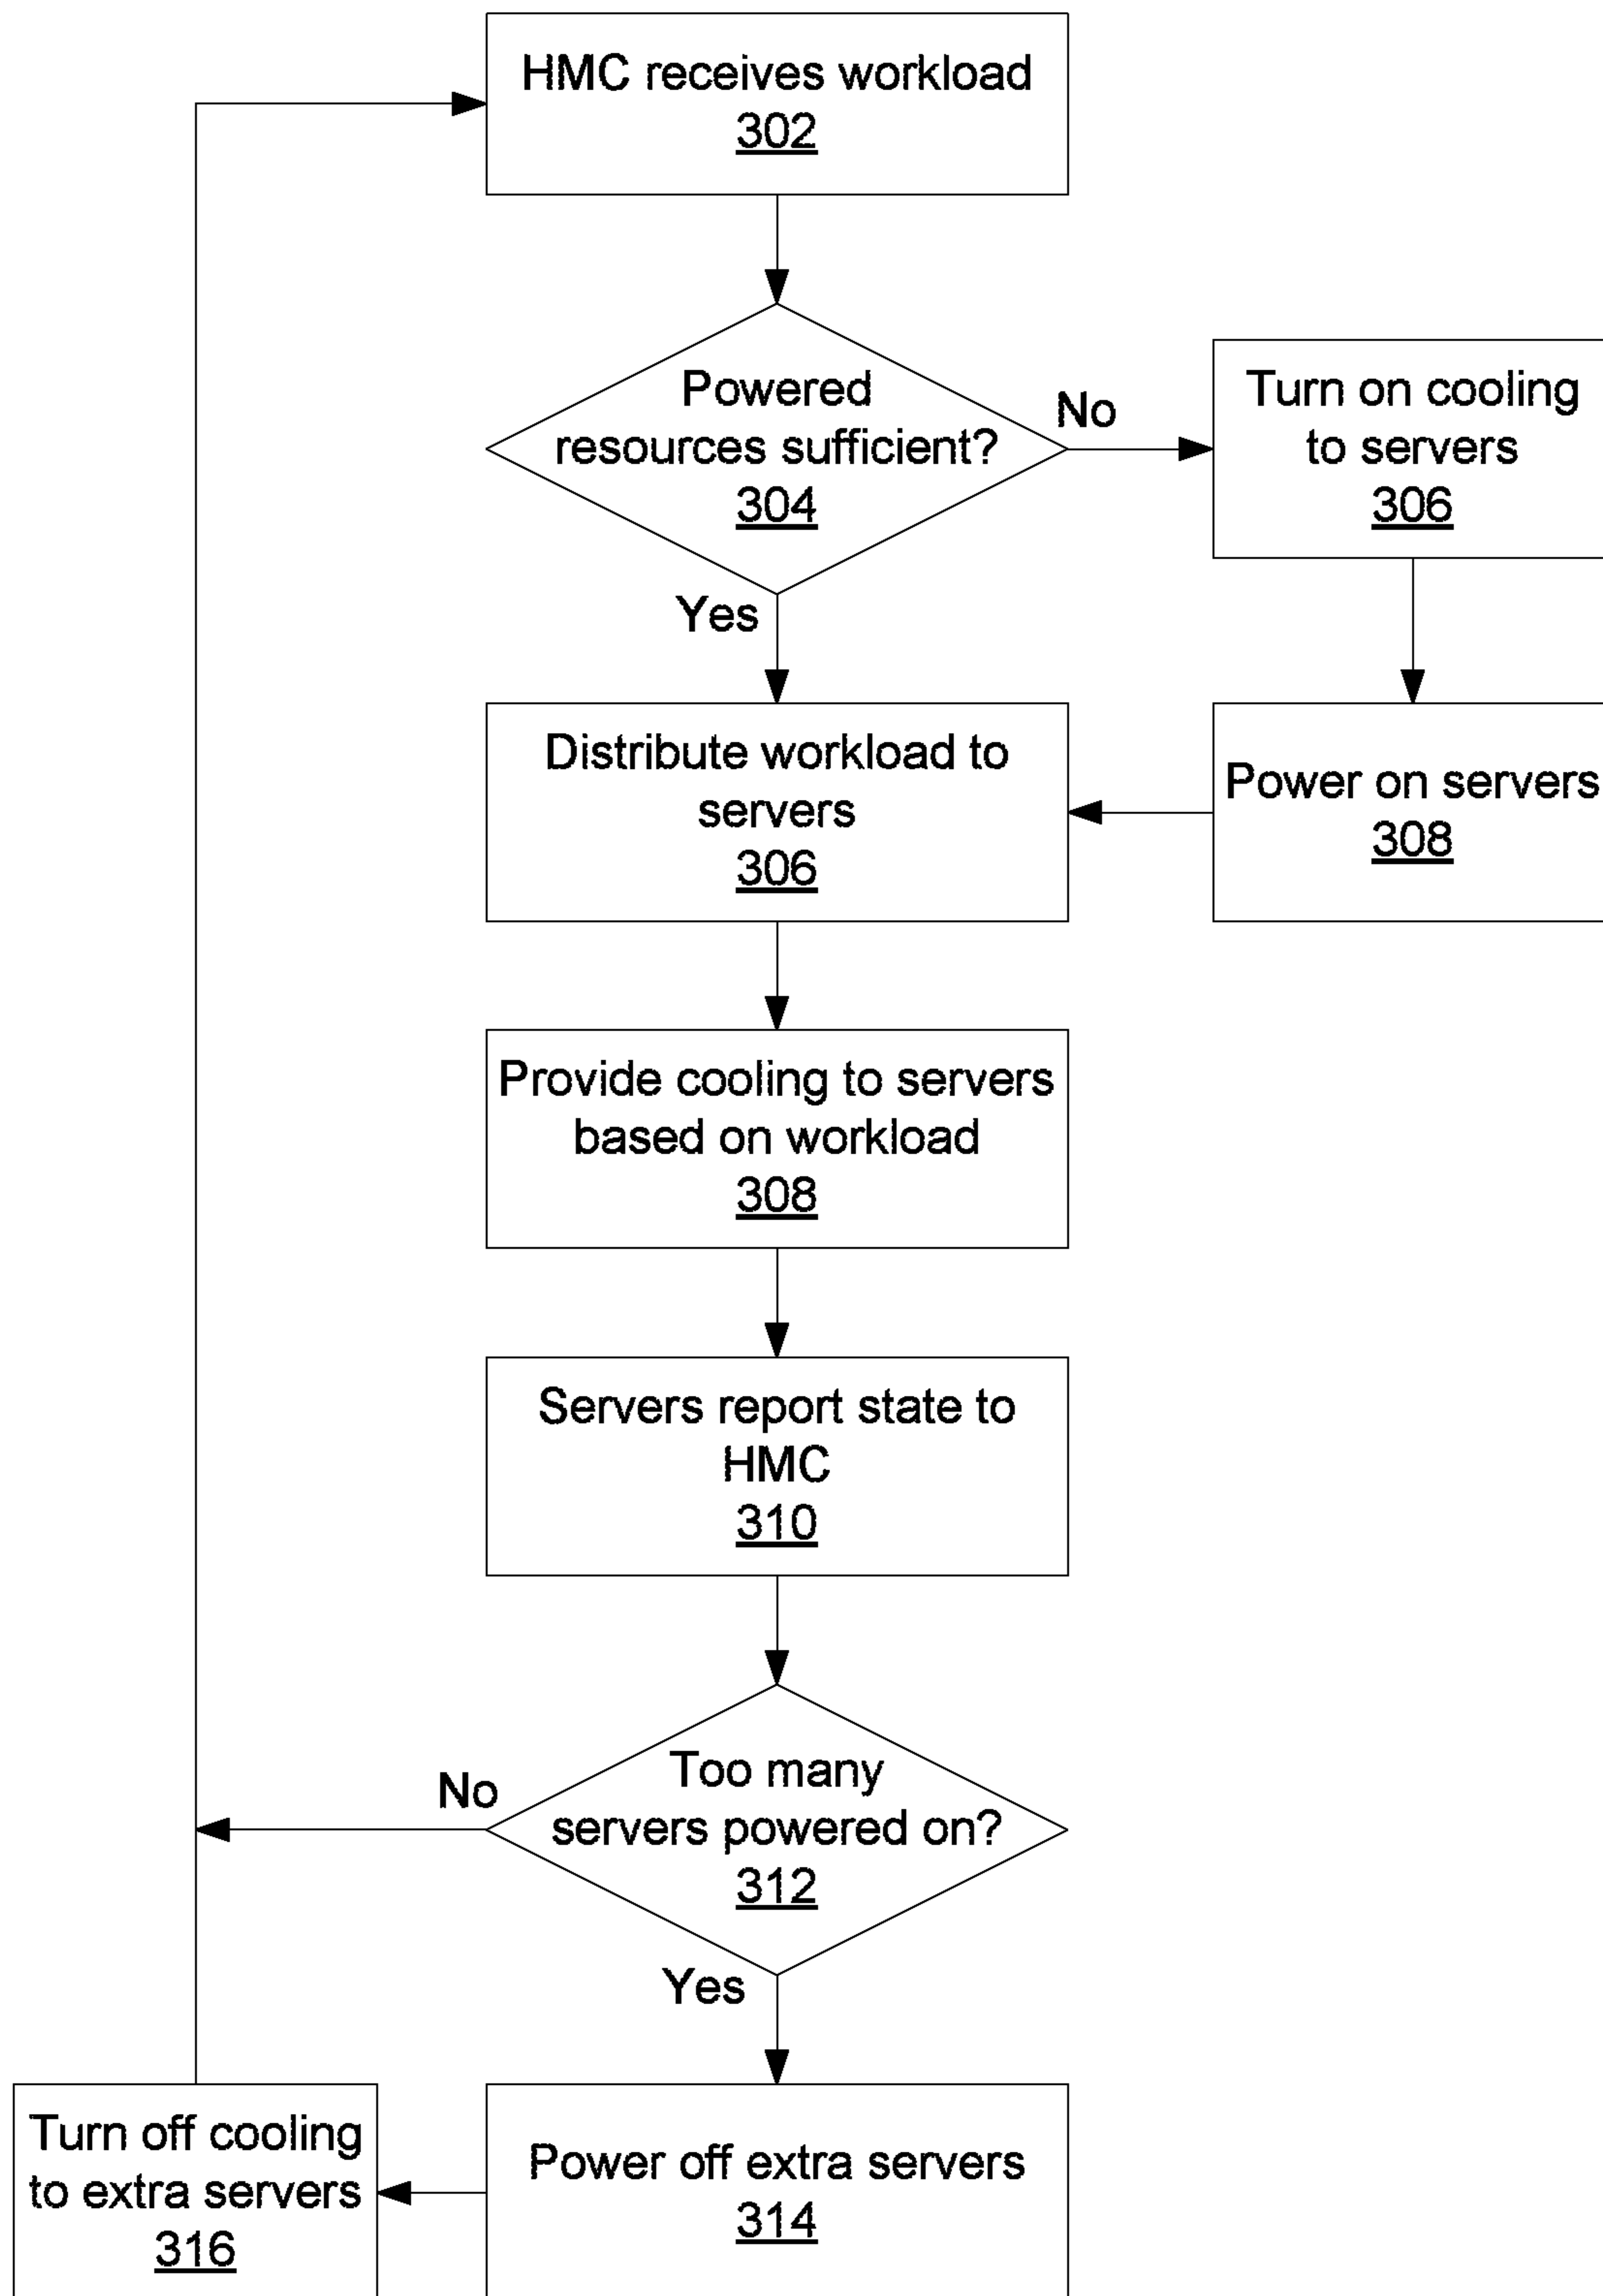 HMC receives workload
302
Powered
resources sufficient?
304
No
Turn on cooling
to servers
306
Yes
Distribute workload to
servers
306
Power on servers
308
Provide cooling to servers
based on workload
308
Servers report state to
HMC
310
Too many
servers powered on?
312
No
Yes
Power off extra servers
314
Turn off cooling
to extra servers
316